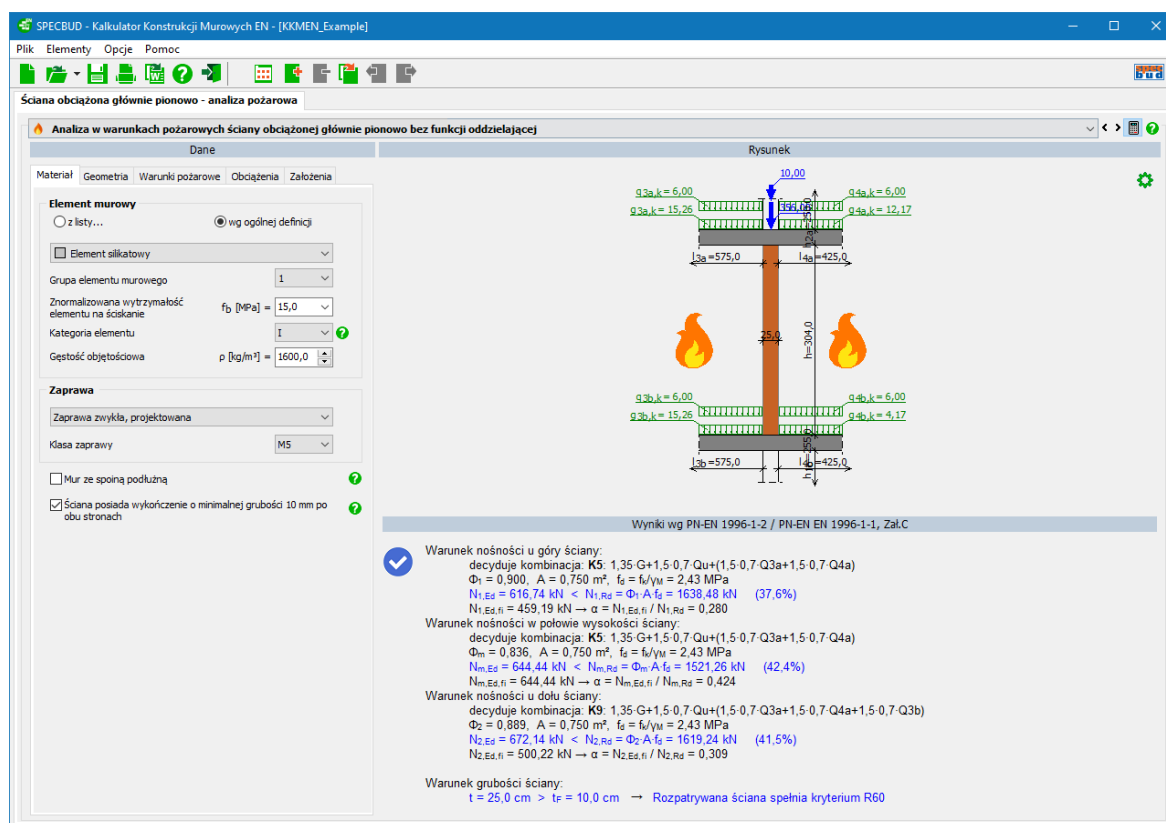 SPECBUD - Kalkulator Konstrukcji Murowych EN - [KKMEN_Example]
Plik Elementy Opcje Pomoc
Ściana obciążona głównie pionowo - analiza pożarowa
Analiza w warunkach pożarowych ściany obciążonej głównie pionowo bez funkcji oddzielającej
Dane
Materiał Geometria Warunki pożarowe Obciążenia Założenia
Element murowy
z listy... wg ogólnej definicji
Element silikatowy
Grupa elementu murowego 1
Znormalizowana wytrzymałość
elementu na ściskanie fb [MPa] = 15,0
Kategoria elementu I
Gęstość objętościowa ρ [kg/m³] = 1600,0
Zaprawa
Zaprawa zwykła, projektowana
Klasa zaprawy M5
Mur ze spoiną podłużną
Ściana posiada wykończenie o minimalnej grubości 10 mm po
obu stronach
Rysunek
10,00
q3a,k = 6,00 q4a,k = 6,00
g3a,k = 15,26 g4a,k = 12,17
l3a=575,0 l4a=425,0
25,0
h=304,0
q3b,k = 6,00 q4b,k = 6,00
g3b,k = 15,26 g4b,k = 4,17
l3b=575,0 l4b=425,0
Wyniki wg PN-EN 1996-1-2 / PN-EN EN 1996-1-1, Zał.C
Warunek nośności u góry ściany:
decyduje kombinacja: K5: 1,35·G+1,5·0,7·Qu+(1,5·0,7·Q3a+1,5·0,7·Q4a)
Φ1 = 0,900, A = 0,750 m², fd = fk/γM = 2,43 MPa
N1,Ed = 616,74 kN < N1,Rd = Φ1·A·fd = 1638,48 kN (37,6%)
N1,Ed,fi = 459,19 kN → α = N1,Ed,fi / N1,Rd = 0,280
Warunek nośności w połowie wysokości ściany:
decyduje kombinacja: K5: 1,35·G+1,5·0,7·Qu+(1,5·0,7·Q3a+1,5·0,7·Q4a)
Φm = 0,836, A = 0,750 m², fd = fk/γM = 2,43 MPa
Nm,Ed = 644,44 kN < Nm,Rd = Φm·A·fd = 1521,26 kN (42,4%)
Nm,Ed,fi = 644,44 kN → α = Nm,Ed,fi / Nm,Rd = 0,424
Warunek nośności u dołu ściany:
decyduje kombinacja: K9: 1,35·G+1,5·0,7·Qu+(1,5·0,7·Q3a+1,5·0,7·Q4a+1,5·0,7·Q3b)
Φ2 = 0,889, A = 0,750 m², fd = fk/γM = 2,43 MPa
N2,Ed = 672,14 kN < N2,Rd = Φ2·A·fd = 1619,24 kN (41,5%)
N2,Ed,fi = 500,22 kN → α = N2,Ed,fi / N2,Rd = 0,309
Warunek grubości ściany:
t = 25,0 cm > tF = 10,0 cm → Rozpatrywana ściana spełnia kryterium R60